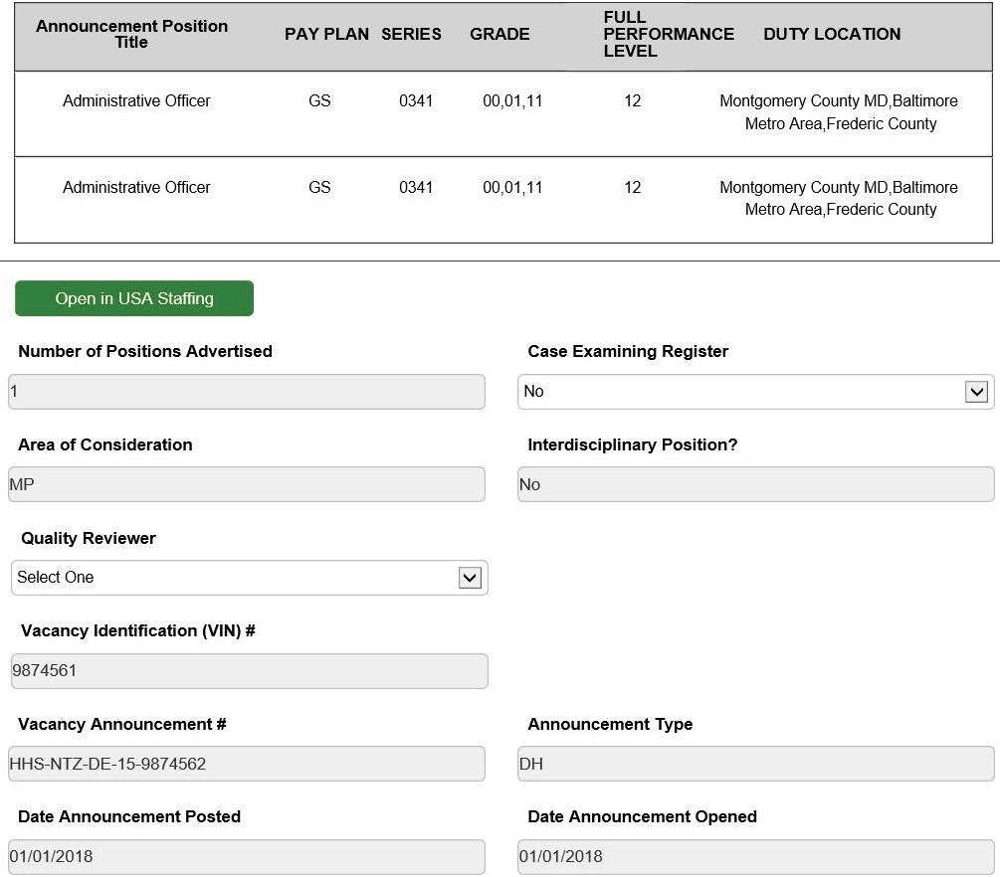 Announcement Position Title PAY PLAN SERIES GRADE FULL PERFORMANCE LEVEL DUTY LOCATION
Administrative Officer GS 0341 00,01,11 12 Montgomery County MD,Baltimore
Metro Area,Frederic County
Administrative Officer GS 0341 00,01,11 12 Montgomery County MD,Baltimore
Metro Area,Frederic County
Open in USA Staffing
Number of Positions Advertised Case Examining Register
1 No
Area of Consideration Interdisciplinary Position?
MP No
Quality Reviewer
Select One
Vacancy Identification (VIN) #
9874561
Vacancy Announcement # Announcement Type
HHS-NTZ-DE-15-9874562 DH
Date Announcement Posted Date Announcement Opened
01/01/2018 01/01/2018